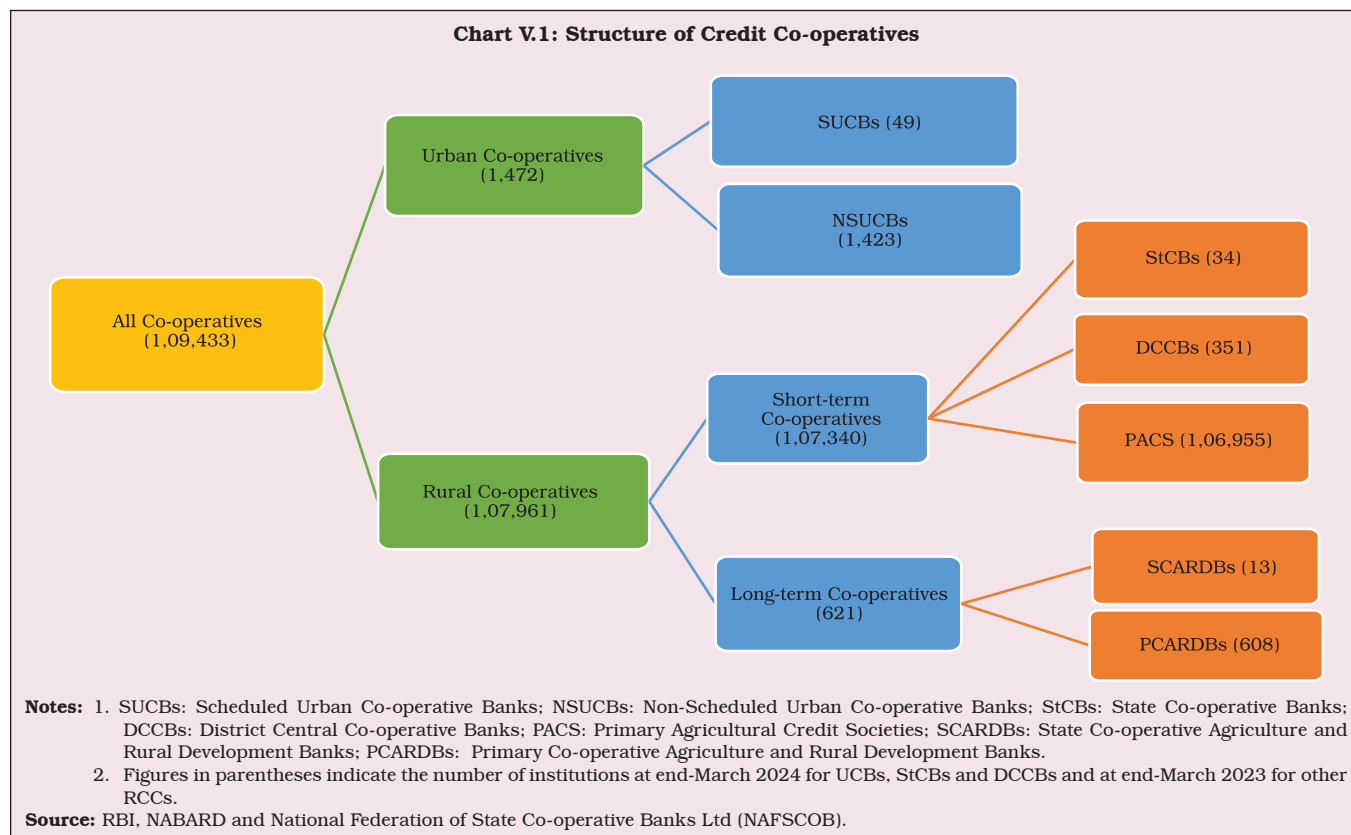 Chart V.1: Structure of Credit Co-operatives
All Co-operatives
(1,09,433)
Urban Co-operatives
(1,472)
SUCBs (49)
NSUCBs
(1,423)
Rural Co-operatives
(1,07,961)
Short-term
Co-operatives
(1,07,340)
StCBs (34)
DCCBs (351)
PACS (1,06,955)
Long-term Co-operatives
(621)
SCARDBs (13)
PCARDBs (608)
Notes: 1. SUCBs: Scheduled Urban Co-operative Banks; NSUCBs: Non-Scheduled Urban Co-operative Banks; StCBs: State Co-operative Banks;
DCCBs: District Central Co-operative Banks; PACS: Primary Agricultural Credit Societies; SCARDBs: State Co-operative Agriculture and
Rural Development Banks; PCARDBs: Primary Co-operative Agriculture and Rural Development Banks.
2. Figures in parentheses indicate the number of institutions at end-March 2024 for UCBs, StCBs and DCCBs and at end-March 2023 for other
RCCs.
Source: RBI, NABARD and National Federation of State Co-operative Banks Ltd (NAFSCOB).